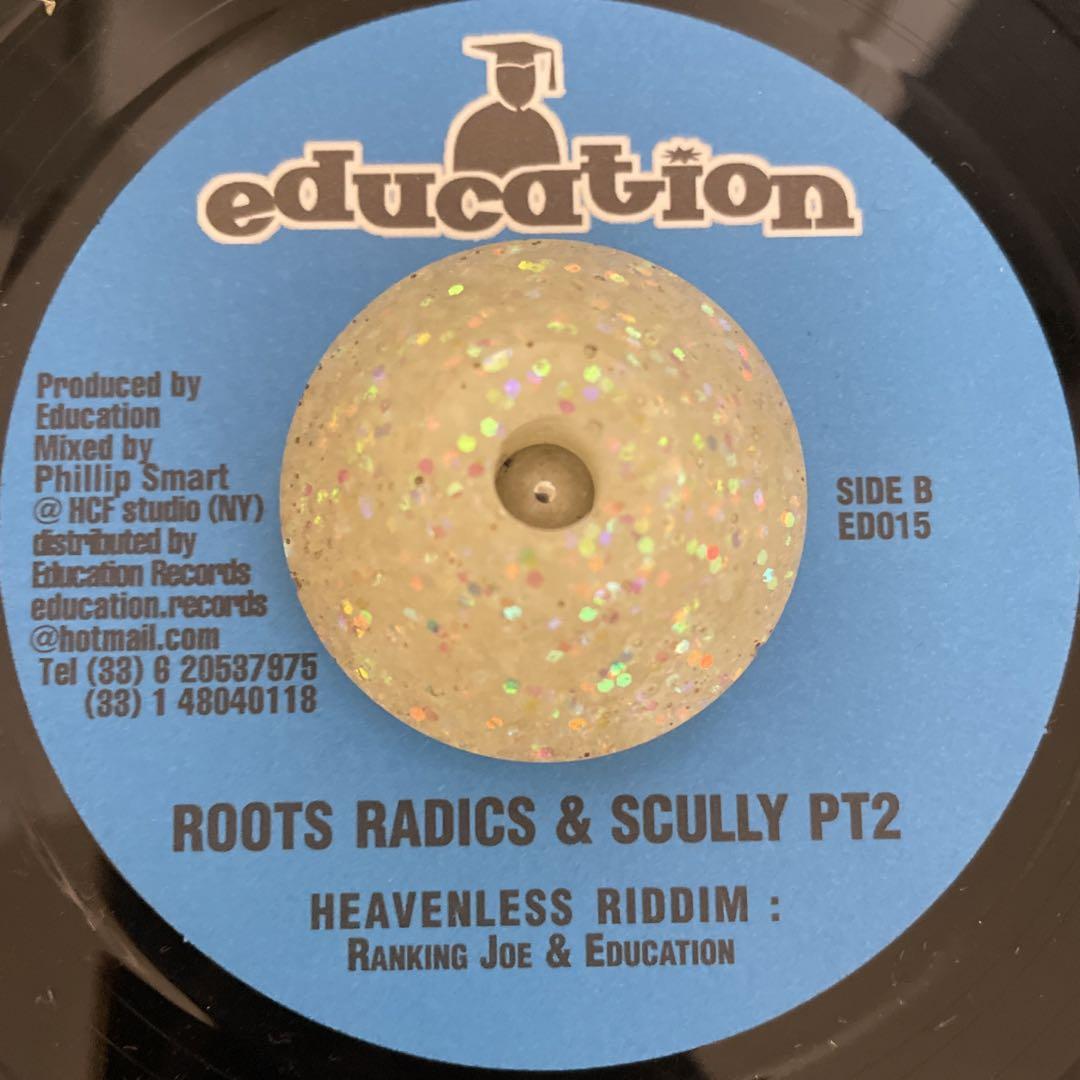 education
Produced by
Education
Mixed by
Phillip Smart
@ HCF studio (NY)
distributed by
Education Records
education.records
@hotmail.com
Tel (33) 6 20537975
(33) 1 48040118
SIDE B
ED015
ROOTS RADICS & SCULLY PT2
HEAVENLESS RIDDIM :
RANKING JOE & EDUCATION